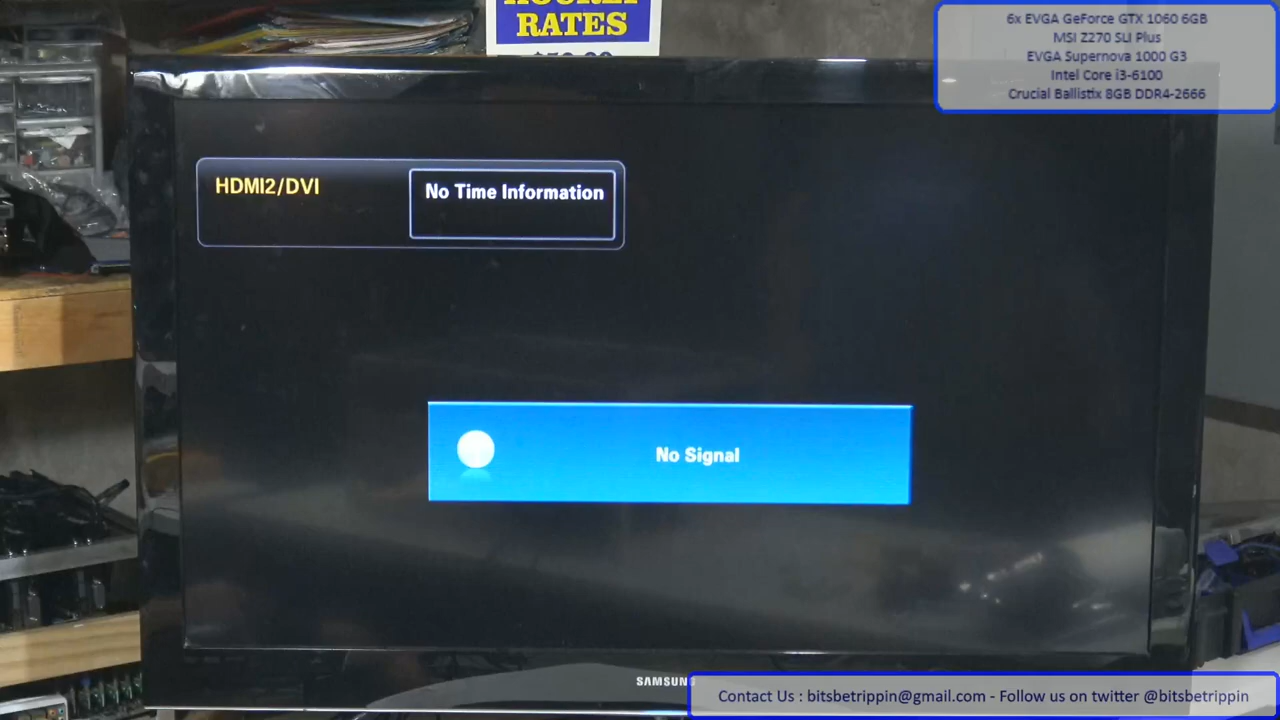 RATES
6x EVGA GeForce GTX 1060 6GB
MSI Z270 SLI Plus
EVGA Supernova 1000 G3
Intel Core i3-6100
Crucial Ballistix 8GB DDR4-2666
HDMI2/DVI
No Time Information
No Signal
SAMSUNG
Contact Us : bitsbetrippin@gmail.com - Follow us on twitter @bitsbetrippin